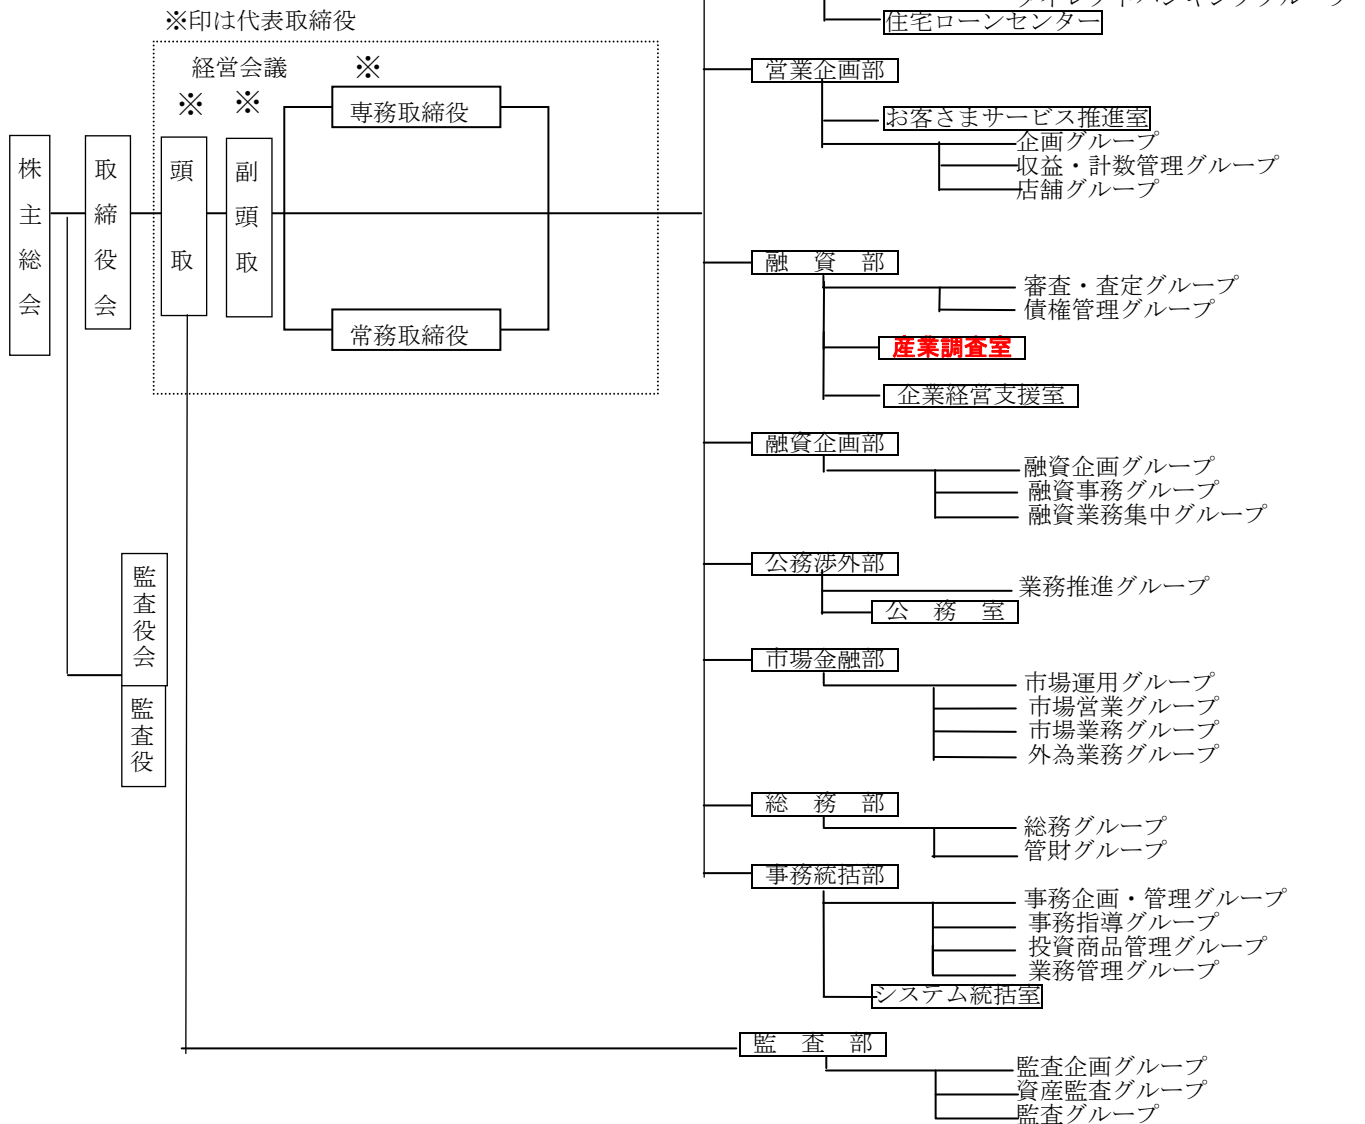 ※印は代表取締役
経営会議
※
※
※
株主総会
取締役会
頭取
副頭取
専務取締役
常務取締役
監査役会
監査役
住宅ローンセンター
営業企画部
お客さまサービス推進室
企画グループ
収益・計数管理グループ
店舗グループ
融資部
審査・査定グループ
債権管理グループ
産業調査室
企業経営支援室
融資企画部
融資企画グループ
融資事務グループ
融資業務集中グループ
公務渉外部
業務推進グループ
公務室
市場金融部
市場運用グループ
市場営業グループ
市場業務グループ
外為業務グループ
総務部
総務グループ
管財グループ
事務統括部
事務企画・管理グループ
事務指導グループ
投資商品管理グループ
業務管理グループ
システム統括室
監査部
監査企画グループ
資産監査グループ
監査グループ